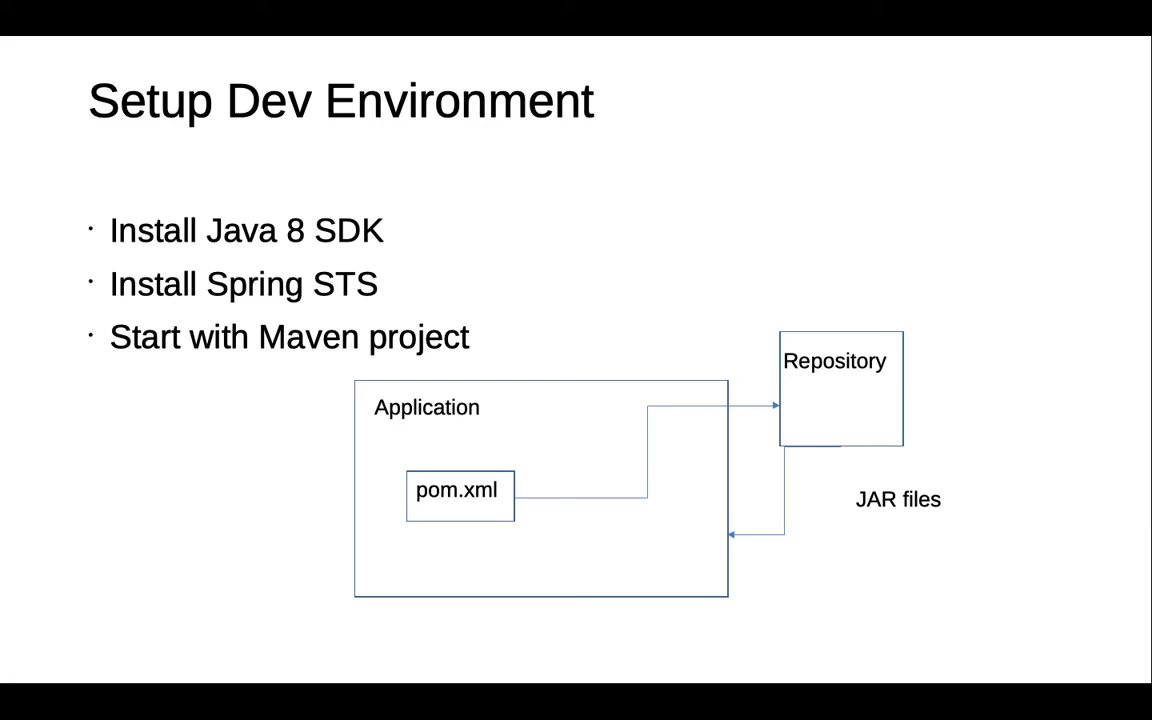 Setup Dev Environment
· Install Java 8 SDK
· Install Spring STS
· Start with Maven project
Repository
Application
pom.xml
JAR files